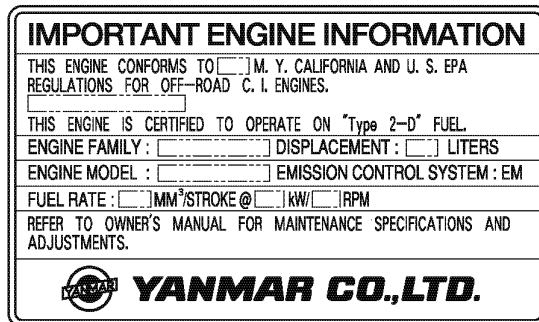 IMPORTANT ENGINE INFORMATION
THIS ENGINE CONFORMS TO M. Y. CALIFORNIA AND U. S. EPA
REGULATIONS FOR OFF-ROAD C. I. ENGINES.
THIS ENGINE IS CERTIFIED TO OPERATE ON "Type 2-D" FUEL.
ENGINE FAMILY : DISPLACEMENT : LITERS
ENGINE MODEL : EMISSION CONTROL SYSTEM : EM
FUEL RATE : MM³/STROKE @ kW/ RPM
REFER TO OWNER'S MANUAL FOR MAINTENANCE SPECIFICATIONS AND
ADJUSTMENTS.
YANMAR YANMAR CO.,LTD.